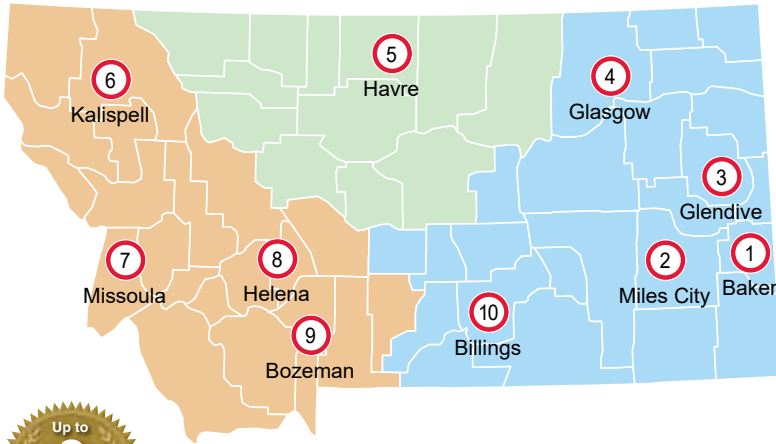 5
Havre
6
Kalispell
4
Glasgow
3
Glendive
1
Baker
2
Miles City
7
Missoula
8
Helena
10
Billings
9
Bozeman
Up to